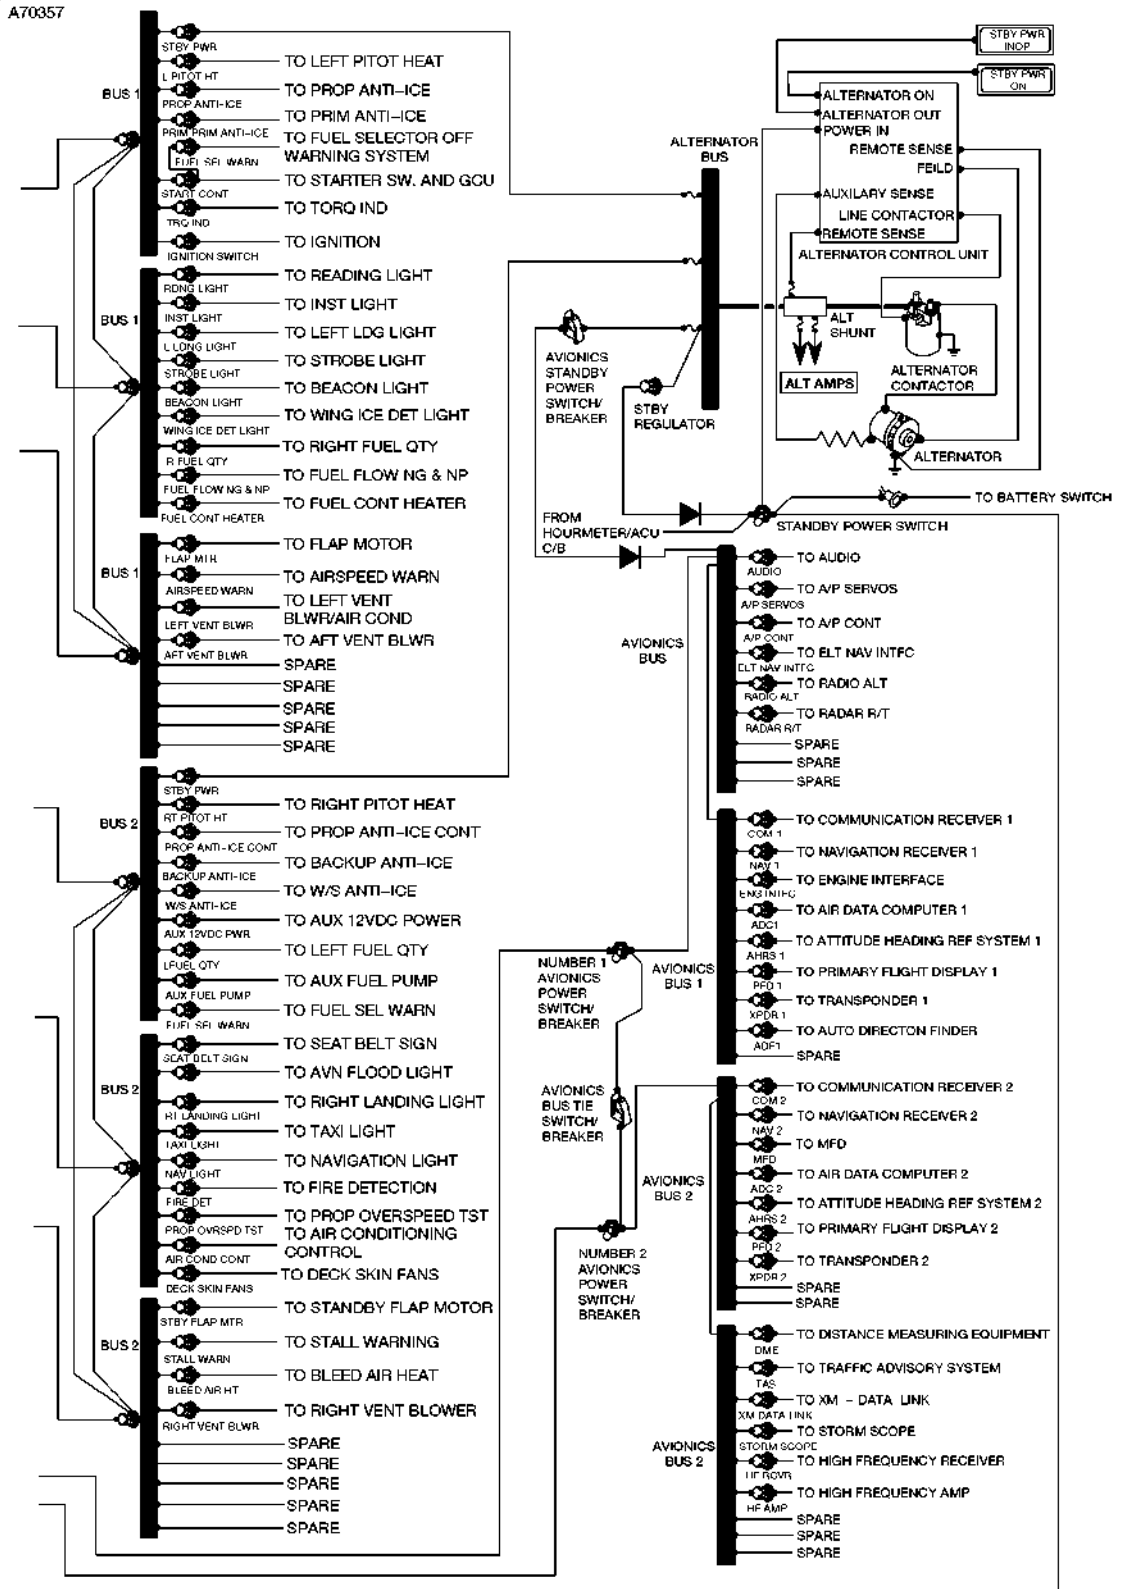 A70357
BUS 1
STBY PWR
TO LEFT PITOT HEAT
L PITOT HT
TO PROP ANTI-ICE
PROP ANTI-ICE
TO PRIM ANTI-ICE
PRIM PRIM ANTI-ICE
TO FUEL SELECTOR OFF
WARNING SYSTEM
FUEL SEL WARN
TO STARTER SW. AND GCU
START CONT
TO TORQ IND
TRQ IND
TO IGNITION
IGNITION SWITCH
BUS 1
TO READING LIGHT
RDNG LIGHT
TO INST LIGHT
INST LIGHT
TO LEFT LDG LIGHT
L LONG LIGHT
TO STROBE LIGHT
STROBE LIGHT
TO BEACON LIGHT
BEACON LIGHT
TO WING ICE DET LIGHT
WING ICE DET LIGHT
TO RIGHT FUEL QTY
R FUEL QTY
TO FUEL FLOW NG & NP
FUEL FLOW NG & NP
TO FUEL CONT HEATER
FUEL CONT HEATER
BUS 1
TO FLAP MOTOR
FLAP MTR
TO AIRSPEED WARN
AIRSPEED WARN
TO LEFT VENT
BLWR/AIR COND
LEFT VENT BLWR
TO AFT VENT BLWR
AFT VENT BLWR
SPARE
SPARE
SPARE
SPARE
SPARE
BUS 2
STBY PWR
TO RIGHT PITOT HEAT
RT PITOT HT
TO PROP ANTI-ICE CONT
PROP ANTI-ICE CONT
TO BACKUP ANTI-ICE
BACKUP ANTI-ICE
TO W/S ANTI-ICE
W/S ANTI-ICE
TO AUX 12VDC POWER
AUX 12VDC PWR
TO LEFT FUEL QTY
LFUEL QTY
TO AUX FUEL PUMP
AUX FUEL PUMP
TO FUEL SEL WARN
FUEL SEL WARN
BUS 2
TO SEAT BELT SIGN
SEAT BELT SIGN
TO AVN FLOOD LIGHT
TO RIGHT LANDING LIGHT
RT LANDING LIGHT
TO TAXI LIGHT
TAXI LIGHT
TO NAVIGATION LIGHT
NAV LIGHT
TO FIRE DETECTION
FIRE DET
TO PROP OVERSPEED TST
PROP OVRSPD TST
TO AIR CONDITIONING
CONTROL
AIR COND CONT
TO DECK SKIN FANS
DECK SKIN FANS
BUS 2
TO STANDBY FLAP MOTOR
STBY FLAP MTR
TO STALL WARNING
STALL WARN
TO BLEED AIR HEAT
BLEED AIR HT
TO RIGHT VENT BLOWER
RIGHT VENT BLWR
SPARE
SPARE
SPARE
SPARE
SPARE
STBY PWR
INOP
STBY PWR
ON
ALTERNATOR
BUS
ALTERNATOR ON
ALTERNATOR OUT
POWER IN
REMOTE SENSE
FEILD
AUXILARY SENSE
LINE CONTACTOR
REMOTE SENSE
ALTERNATOR CONTROL UNIT
ALT
SHUNT
ALT AMPS
ALTERNATOR
CONTACTOR
ALTERNATOR
AVIONICS
STANDBY
POWER
SWITCH/
BREAKER
STBY
REGULATOR
TO BATTERY SWITCH
STANDBY POWER SWITCH
FROM
HOURMETER/ACU
C/B
AVIONICS
BUS
TO AUDIO
AUDIO
TO A/P SERVOS
A/P SERVOS
TO A/P CONT
A/P CONT
TO ELT NAV INTFC
ELT NAV INTFC
TO RADIO ALT
RADIO ALT
TO RADAR R/T
RADAR R/T
SPARE
SPARE
SPARE
AVIONICS
BUS 1
TO COMMUNICATION RECEIVER 1
COM 1
TO NAVIGATION RECEIVER 1
NAV 1
TO ENGINE INTERFACE
ENG INTFC
TO AIR DATA COMPUTER 1
ADC1
TO ATTITUDE HEADING REF SYSTEM 1
AHRS 1
TO PRIMARY FLIGHT DISPLAY 1
PFD 1
TO TRANSPONDER 1
XPDR 1
TO AUTO DIRECTON FINDER
ADF1
SPARE
NUMBER 1
AVIONICS
POWER
SWITCH/
BREAKER
AVIONICS
BUS TIE
SWITCH/
BREAKER
NUMBER 2
AVIONICS
POWER
SWITCH/
BREAKER
AVIONICS
BUS 2
TO COMMUNICATION RECEIVER 2
COM 2
TO NAVIGATION RECEIVER 2
NAV 2
TO MFD
MFD
TO AIR DATA COMPUTER 2
ADC 2
TO ATTITUDE HEADING REF SYSTEM 2
AHRS 2
TO PRIMARY FLIGHT DISPLAY 2
PFD 2
TO TRANSPONDER 2
XPDR 2
SPARE
SPARE
AVIONICS
BUS 2
TO DISTANCE MEASURING EQUIPMENT
DME
TO TRAFFIC ADVISORY SYSTEM
TAS
TO XM - DATA LINK
XM DATA LINK
TO STORM SCOPE
STORM SCOPE
TO HIGH FREQUENCY RECEIVER
HF RCVR
TO HIGH FREQUENCY AMP
HF AMP
SPARE
SPARE
SPARE